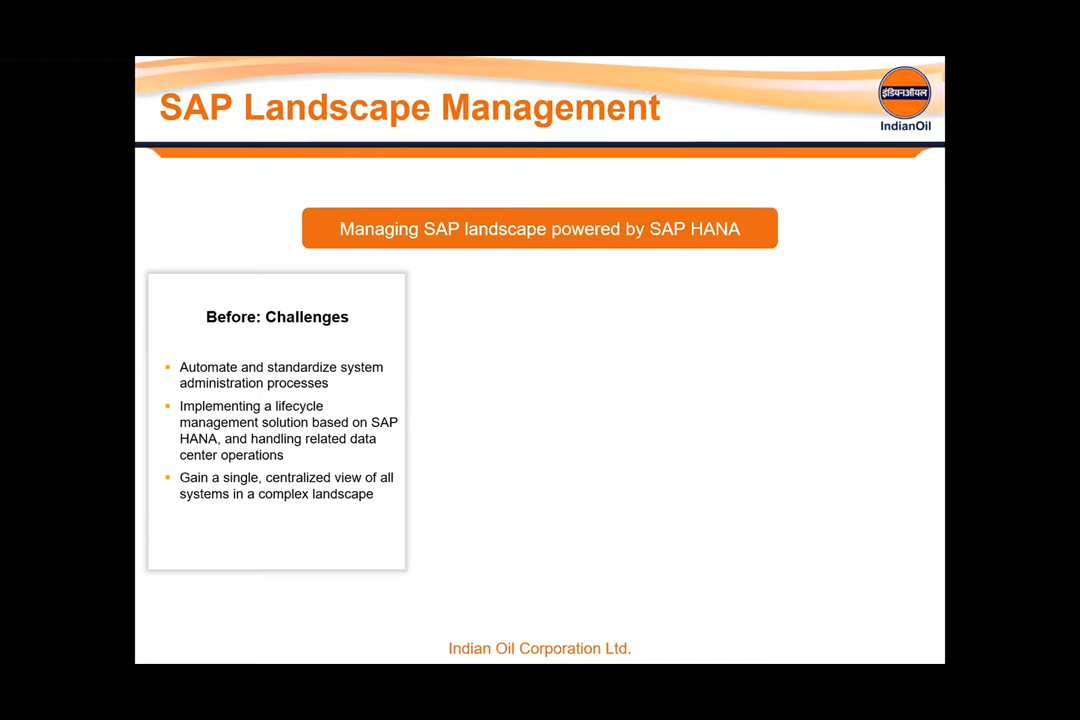 SAP Landscape Management
इंडियनऑयल
IndianOil
Managing SAP landscape powered by SAP HANA
Before: Challenges
Automate and standardize system
administration processes
Implementing a lifecycle
management solution based on SAP
HANA, and handling related data
center operations
Gain a single, centralized view of all
systems in a complex landscape
Indian Oil Corporation Ltd.